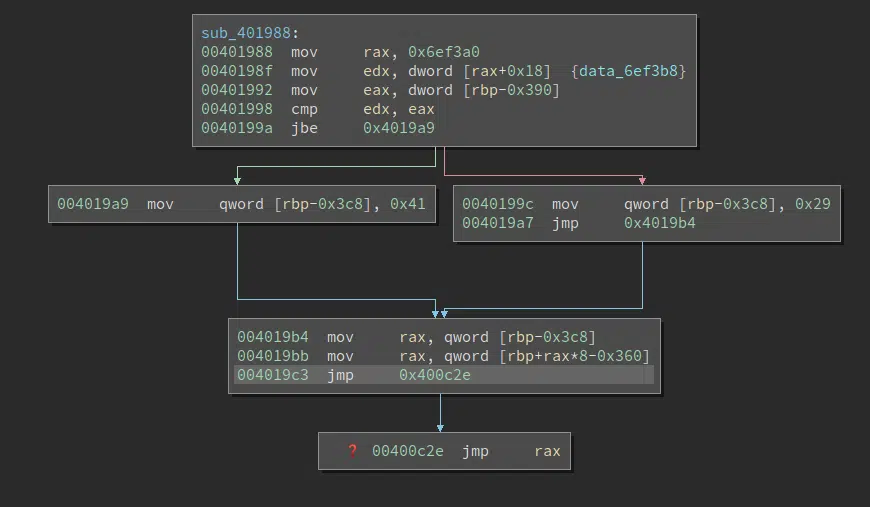 sub_401988:
00401988 mov rax, 0x6ef3a0
0040198f mov edx, dword [rax+0x18] {data_6ef3b8}
00401992 mov eax, dword [rbp-0x390]
00401998 cmp edx, eax
0040199a jbe 0x4019a9
004019a9 mov qword [rbp-0x3c8], 0x41
0040199c mov qword [rbp-0x3c8], 0x29
004019a7 jmp 0x4019b4
004019b4 mov rax, qword [rbp-0x3c8]
004019bb mov rax, qword [rbp+rax*8-0x360]
004019c3 jmp 0x400c2e
❓ 00400c2e jmp rax